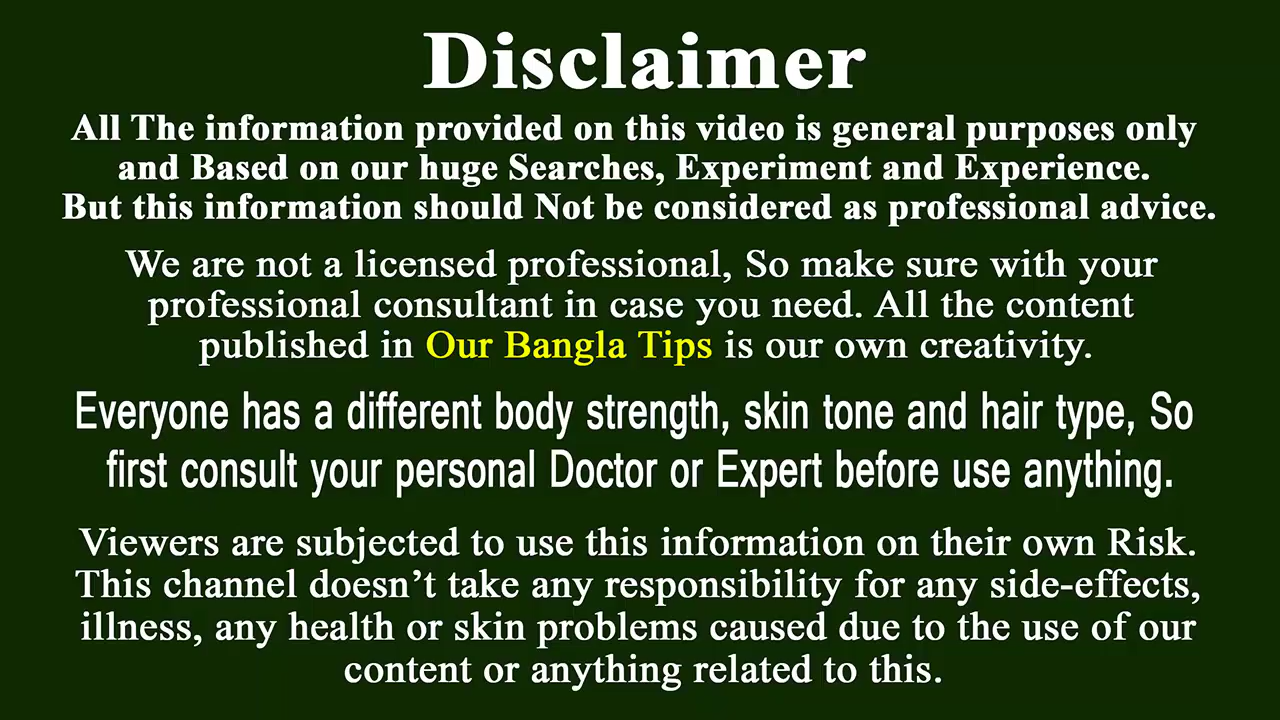 Disclaimer
All The information provided on this video is general purposes only
and Based on our huge Searches, Experiment and Experience.
But this information should Not be considered as professional advice.
We are not a licensed professional, So make sure with your
professional consultant in case you need. All the content
published in Our Bangla Tips is our own creativity.
Everyone has a different body strength, skin tone and hair type, So
first consult your personal Doctor or Expert before use anything.
Viewers are subjected to use this information on their own Risk.
This channel doesn’t take any responsibility for any side-effects,
illness, any health or skin problems caused due to the use of our
content or anything related to this.